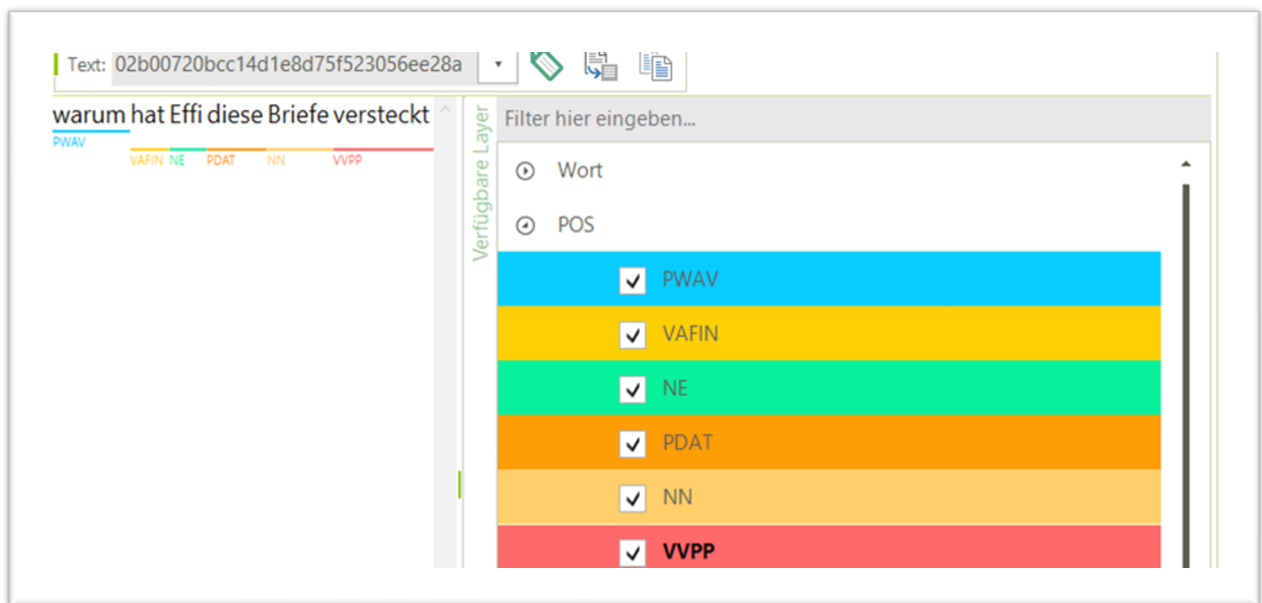 Text: 02b00720bcc14d1e8d75f523056ee28a
warum hat Effi diese Briefe versteckt
PWAV
VAFIN NE PDAT NN VVPP
Verfügbare Layer
Filter hier eingeben...
Wort
POS
PWAV
VAFIN
NE
PDAT
NN
VVPP